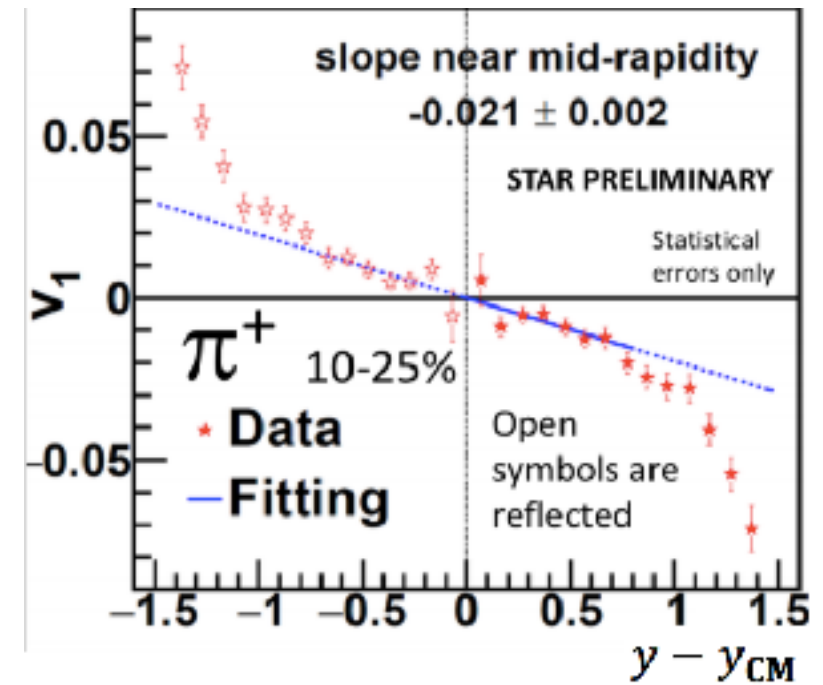 slope near mid-rapidity
-0.021 ± 0.002
0.05
STAR PRELIMINARY
Statistical
errors only
v1
0
π+ 10-25%
Data
Open
symbols are
reflected
−0.05
Fitting
−1.5 −1 −0.5 0 0.5 1 1.5
y − yCM